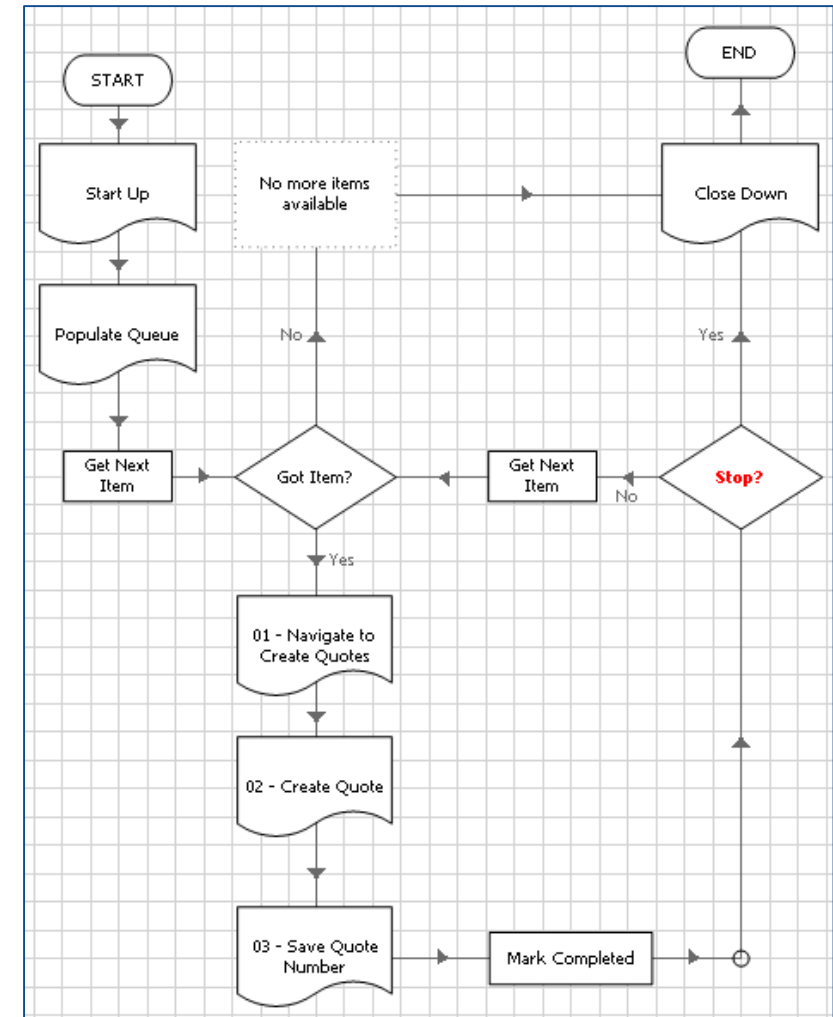 START
END
Start Up
No more items
available
Close Down
Populate Queue
No
Yes
Get Next
Item
Got Item?
Get Next
Item
No
Stop?
Yes
01 - Navigate to
Create Quotes
02 - Create Quote
03 - Save Quote
Number
Mark Completed